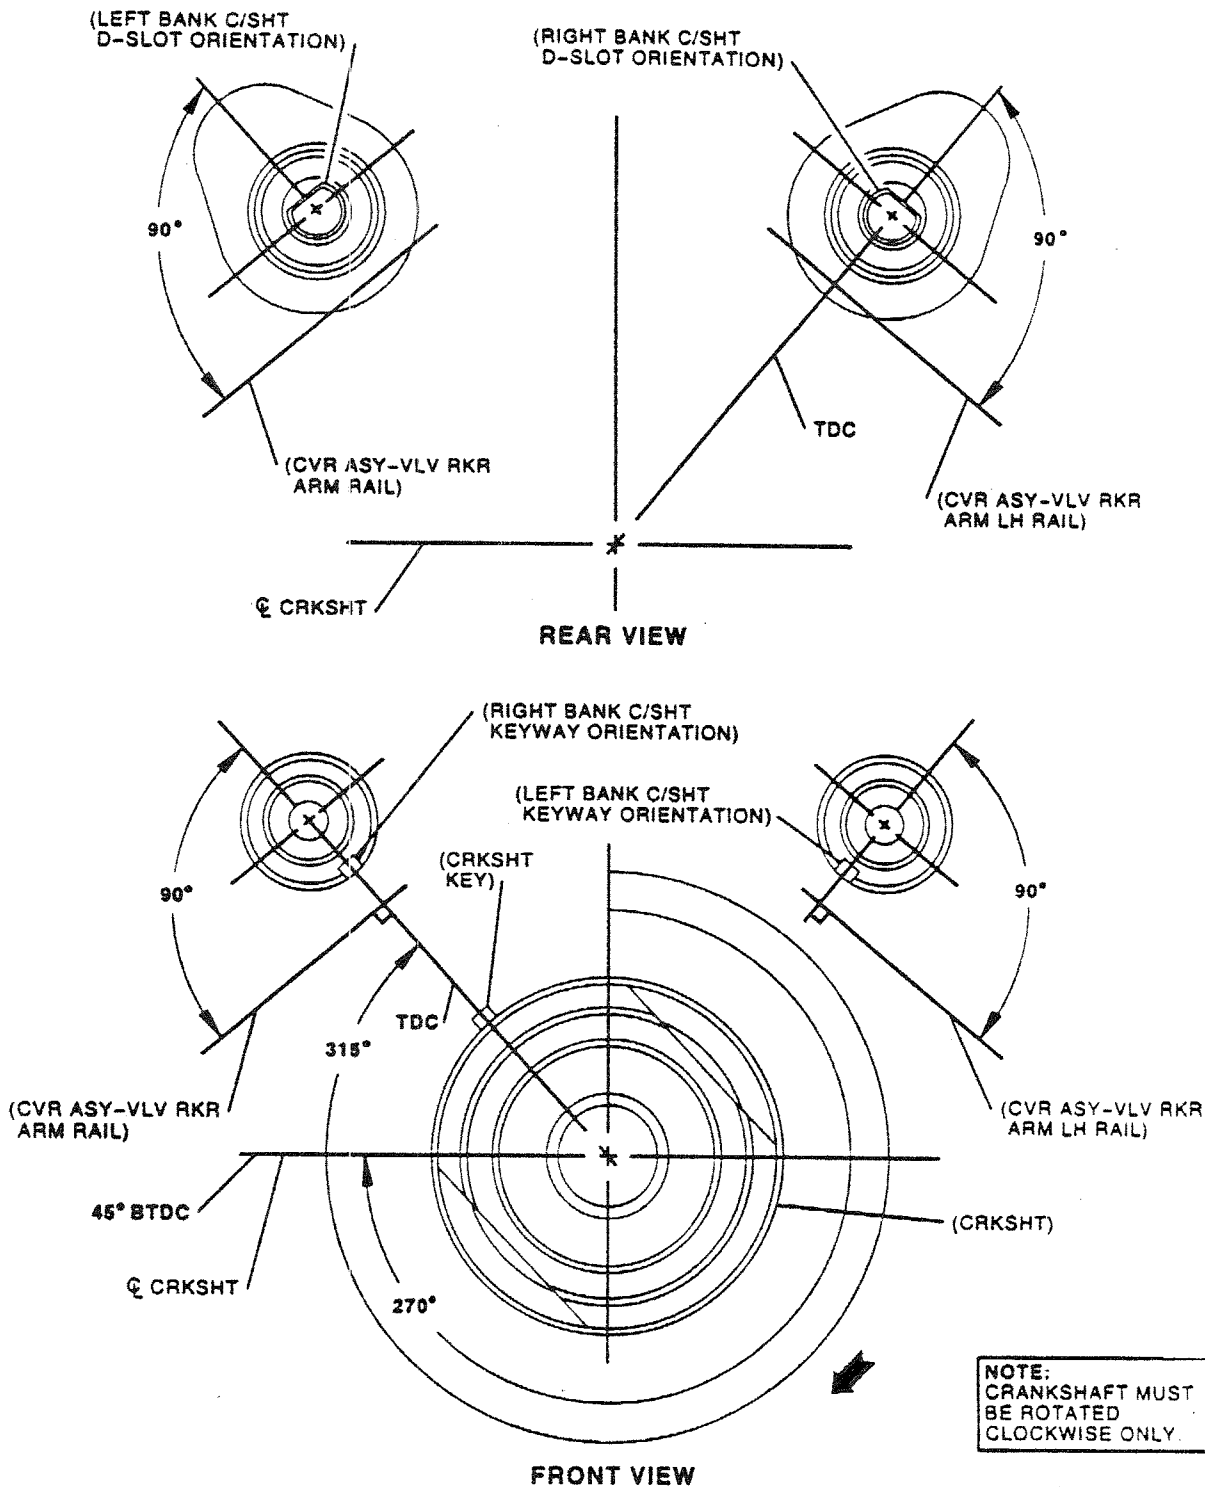 (LEFT BANK C/SHT
D-SLOT ORIENTATION)
(RIGHT BANK C/SHT
D-SLOT ORIENTATION)
90°
90°
TDC
(CVR ASY-VLV RKR
ARM RAIL)
(CVR ASY-VLV RKR
ARM LH RAIL)
℄ CRKSHT
REAR VIEW
(RIGHT BANK C/SHT
KEYWAY ORIENTATION)
(LEFT BANK C/SHT
KEYWAY ORIENTATION)
(CRKSHT
KEY)
90°
90°
TDC
315°
(CVR ASY-VLV RKR
ARM RAIL)
(CVR ASY-VLV RKR
ARM LH RAIL)
45° BTDC
(CRKSHT)
℄ CRKSHT
270°
NOTE:
CRANKSHAFT MUST
BE ROTATED
CLOCKWISE ONLY.
FRONT VIEW